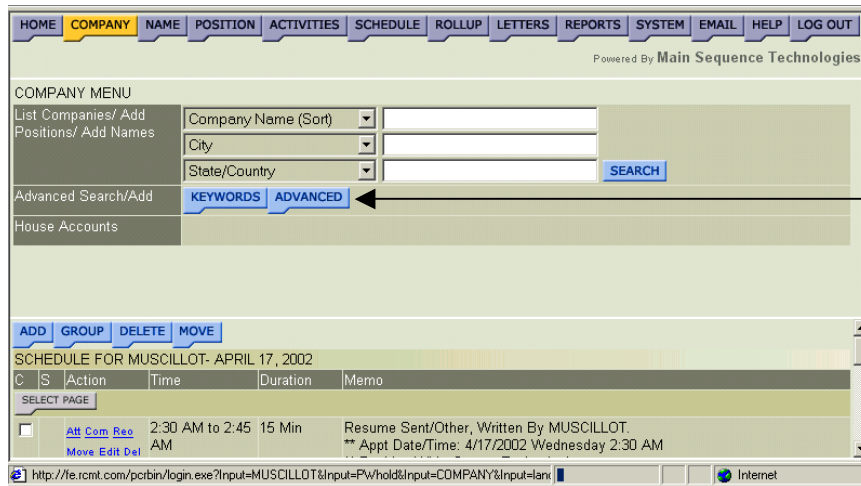 HOME COMPANY NAME POSITION ACTIVITIES SCHEDULE ROLLUP LETTERS REPORTS SYSTEM EMAIL HELP LOG OUT
Powered By Main Sequence Technologies
COMPANY MENU
List Companies/ Add Positions/ Add Names
Company Name (Sort)
City
State/Country
SEARCH
Advanced Search/Add
KEYWORDS ADVANCED
House Accounts
ADD GROUP DELETE MOVE
SCHEDULE FOR MUSCILLOT- APRIL 17, 2002
C S Action Time Duration Memo
SELECT PAGE
Att Com Reo 2:30 AM to 2:45 15 Min Resume Sent/Other, Written By MUSCILLOT.
Move Edit Del AM ** Appt Date/Time: 4/17/2002 Wednesday 2:30 AM
http://fe.rcmt.com/pcrbin/login.exe?Input=MUSCILLOT&Input=PWhold&Input=COMPANY&Input=lan Internet